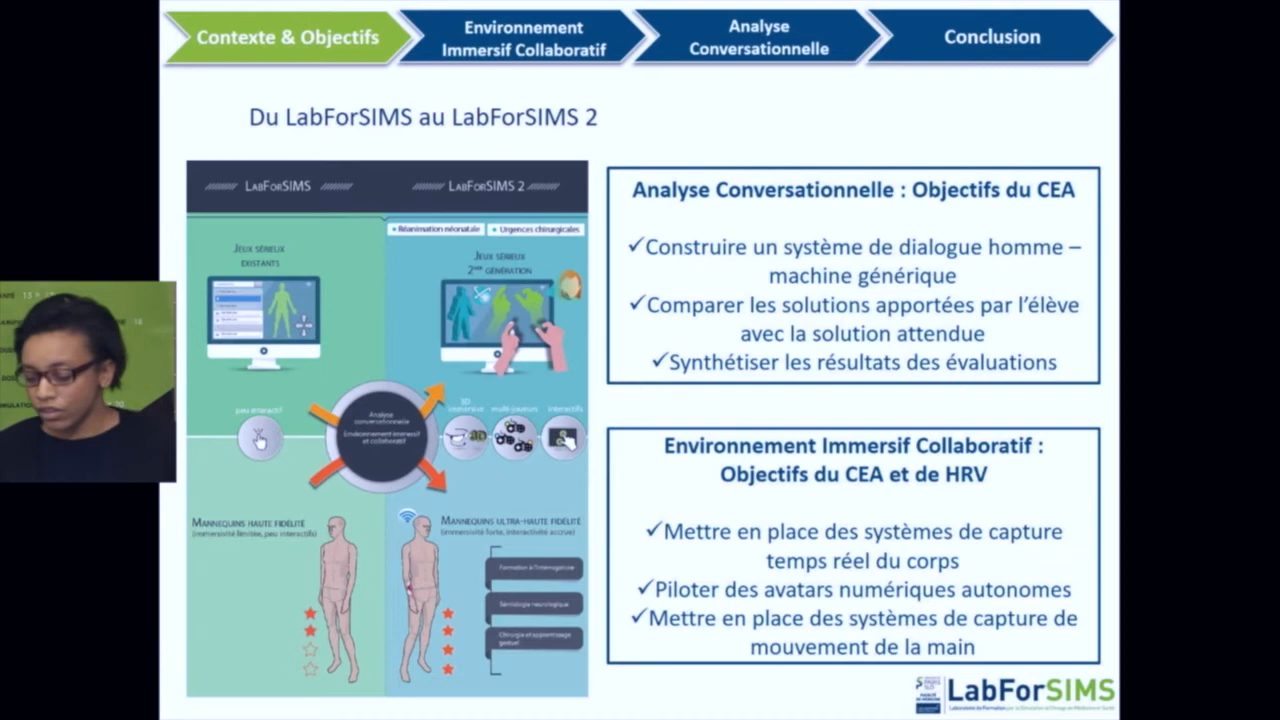 Contexte & Objectifs
Environnement
Immersif Collaboratif
Analyse
Conversationnelle
Conclusion
Du LabForSIMS au LabForSIMS 2
LabForSIMS
LabForSIMS 2
• Réanimation néonatale
• Urgences chirurgicales
Jeux sérieux
existants
Jeux sérieux
2ème génération
peu interactif
Analyse
conversationnelle
Environnement immersif
et collaboratif
3D
immersive
multi-joueurs
interactifs
3D
Mannequins haute fidélité
(immersivité limitée, peu interactifs)
Mannequins ultra-haute fidélité
(immersivité forte, interactivité accrue)
Formation à l'interrogatoire
Sémiologie neurologique
Chirurgie et apprentissage
gestuel
Analyse Conversationnelle : Objectifs du CEA
✓Construire un système de dialogue homme –
machine générique
✓Comparer les solutions apportées par l'élève
avec la solution attendue
✓Synthétiser les résultats des évaluations
Environnement Immersif Collaboratif :
Objectifs du CEA et de HRV
✓Mettre en place des systèmes de capture
temps réel du corps
✓Piloter des avatars numériques autonomes
✓Mettre en place des systèmes de capture de
mouvement de la main
LabForSIMS